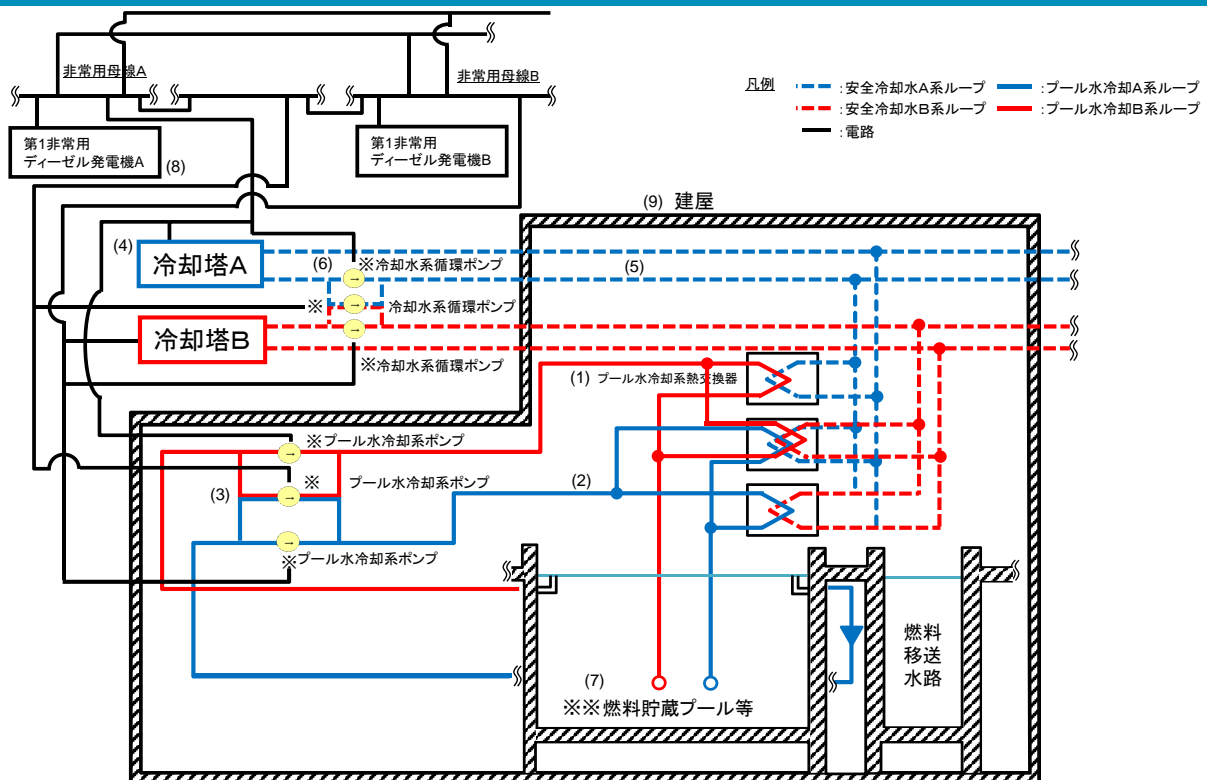 非常用母線A
非常用母線B
第1非常用
ディーゼル発電機A
(8)
第1非常用
ディーゼル発電機B
凡例
:安全冷却水A系ループ
:プール水冷却A系ループ
:安全冷却水B系ループ
:プール水冷却B系ループ
:電路
(9) 建屋
(4)
冷却塔A
(6)
※冷却水系循環ポンプ
(5)
※
冷却水系循環ポンプ
冷却塔B
※冷却水系循環ポンプ
(1) プール水冷却系熱交換器
※プール水冷却系ポンプ
(3)
※
プール水冷却系ポンプ
(2)
※プール水冷却系ポンプ
燃料
移送
水路
(7)
※※燃料貯蔵プール等